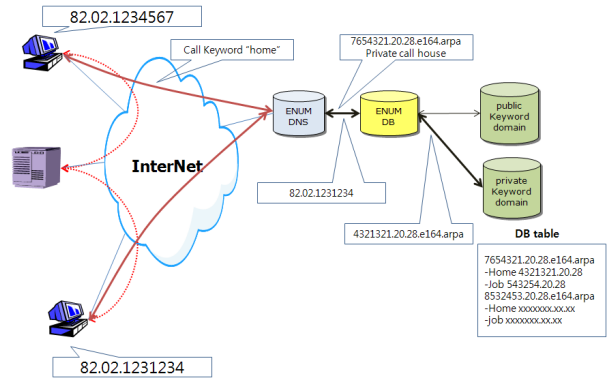 82.02.1234567
Call Keyword "home"
7654321.20.28.e164.arpa
Private call house
ENUM
DNS
ENUM
DB
public
Keyword
domain
InterNet
private
Keyword
domain
82.02.1231234
4321321.20.28.e164.arpa
DB table
7654321.20.28.e164.arpa
-Home 4321321.20.28
-Job 543254.20.28
8532453.20.28.e164.arpa
-Home xxxxxxx.xx.xx
-job xxxxxxx.xx.xx
82.02.1231234